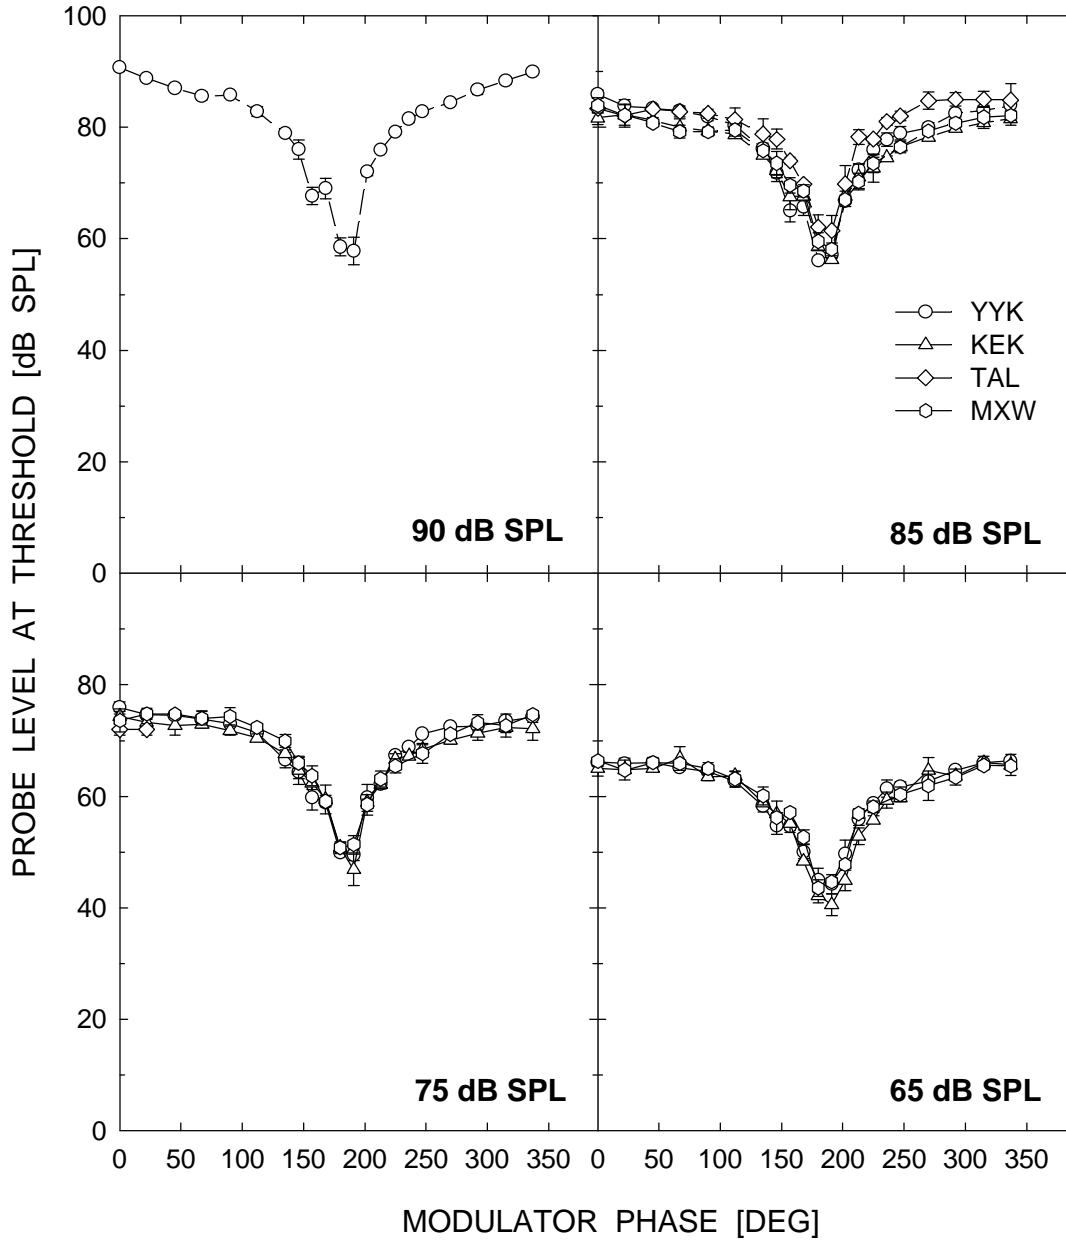 PROBE LEVEL AT THRESHOLD [dB SPL]
100
80
60
40
20
0
90 dB SPL
YYK
KEK
TAL
MXW
85 dB SPL
80
60
40
20
0
75 dB SPL
65 dB SPL
0 50 100 150 200 250 300 350
0 50 100 150 200 250 300 350
MODULATOR PHASE [DEG]